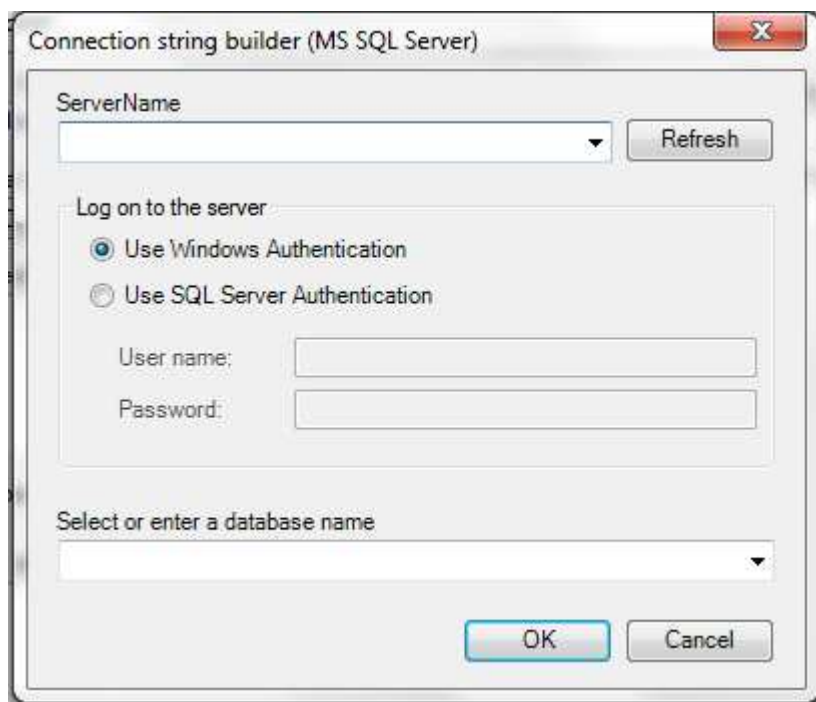 Connection string builder (MS SQL Server)
ServerName
Refresh
Log on to the server
Use Windows Authentication
Use SQL Server Authentication
User name:
Password:
Select or enter a database name
OK
Cancel